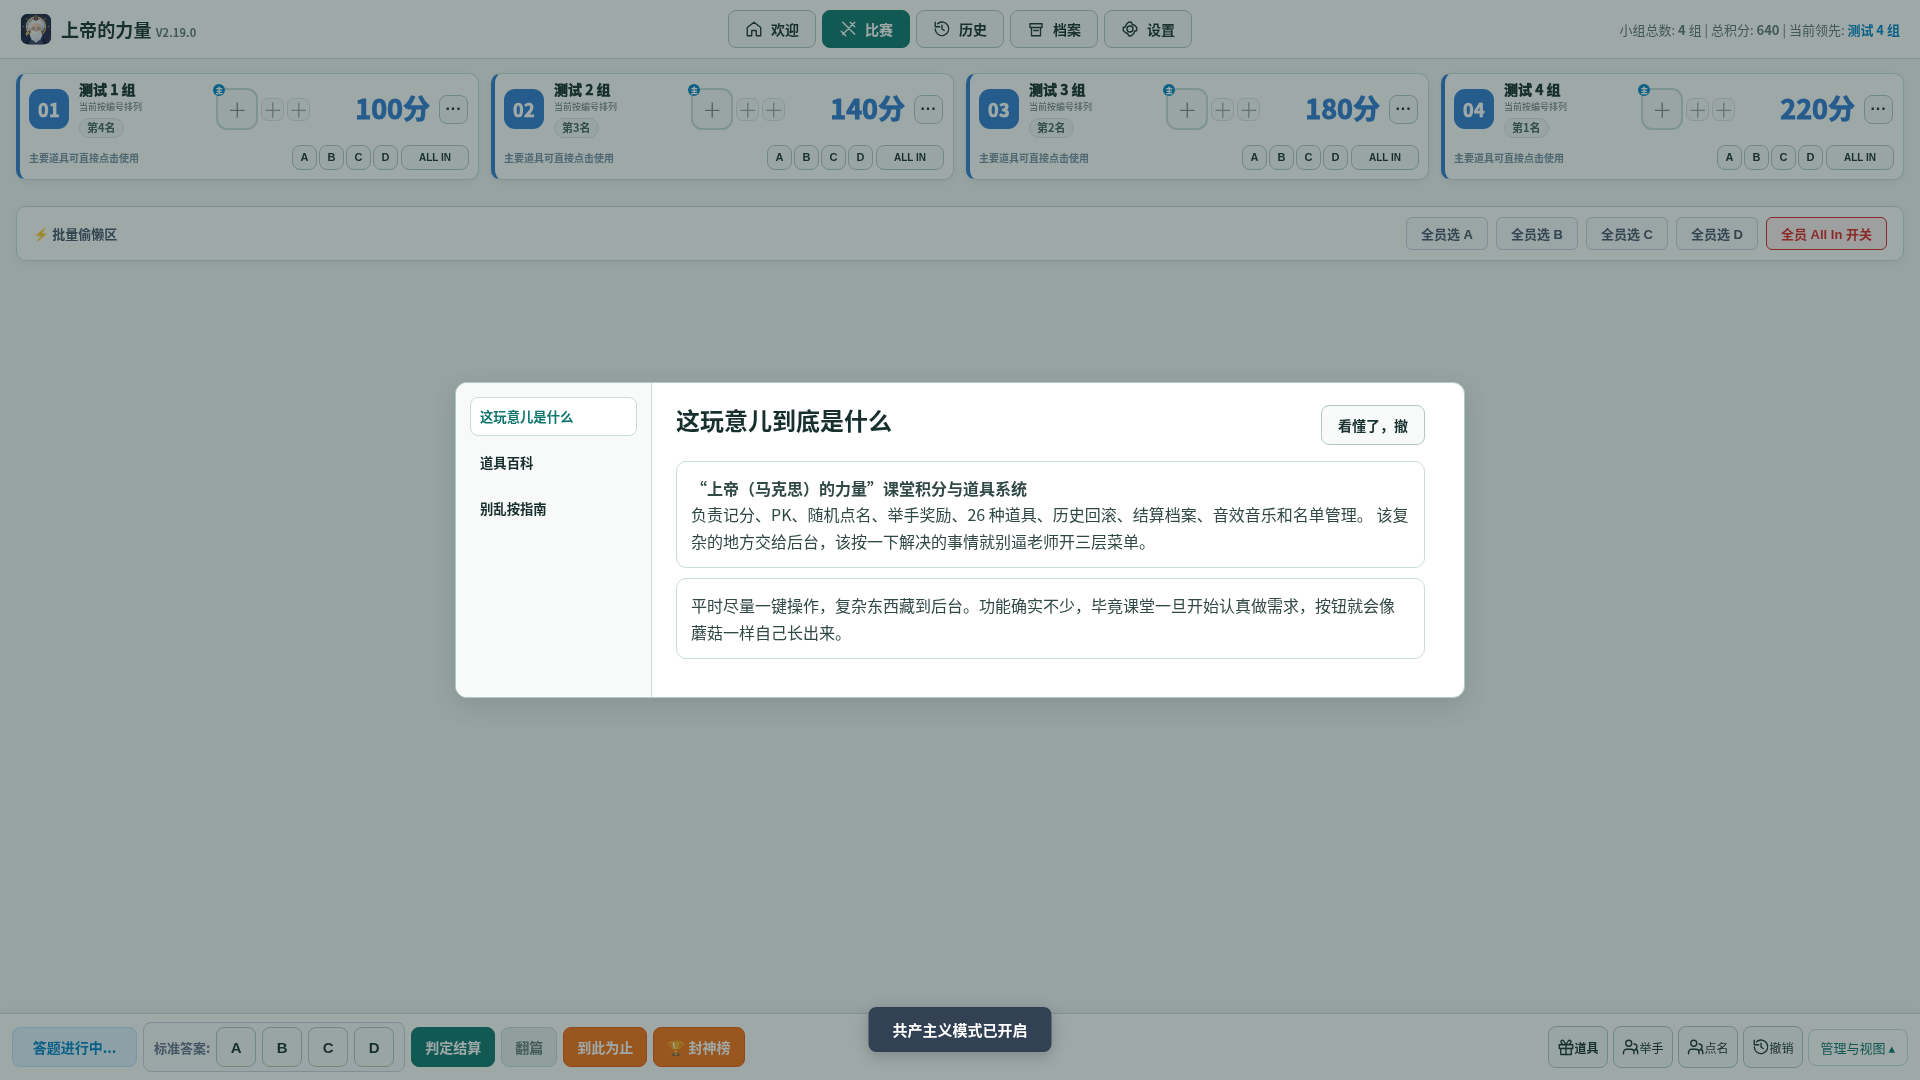 上帝的力量 V2.19.0
欢迎
比赛
历史
档案
设置
小组总数: 4 组 | 总积分: 640 | 当前领先: 测试 4 组
01
测试 1 组
当前按编号排列
第4名
主
100分
主要道具可直接点击使用
A B C D ALL IN
02
测试 2 组
当前按编号排列
第3名
主
140分
主要道具可直接点击使用
A B C D ALL IN
03
测试 3 组
当前按编号排列
第2名
主
180分
主要道具可直接点击使用
A B C D ALL IN
04
测试 4 组
当前按编号排列
第1名
主
220分
主要道具可直接点击使用
A B C D ALL IN
⚡ 批量偷懒区
全员选 A
全员选 B
全员选 C
全员选 D
全员 All In 开关
这玩意儿是什么
道具百科
别乱按指南
这玩意儿到底是什么
看懂了，撤
“上帝（马克思）的力量”课堂积分与道具系统
负责记分、PK、随机点名、举手奖励、26 种道具、历史回滚、结算档案、音效音乐和名单管理。 该复
杂的地方交给后台，该按一下解决的事情就别逼老师开三层菜单。
平时尽量一键操作，复杂东西藏到后台。功能确实不少，毕竟课堂一旦开始认真做需求，按钮就会像
蘑菇一样自己长出来。
共产主义模式已开启
答题进行中...
标准答案: A B C D
判定结算
翻篇
到此为止
🏆 封神榜
道具
举手
点名
撤销
管理与视图 ▴